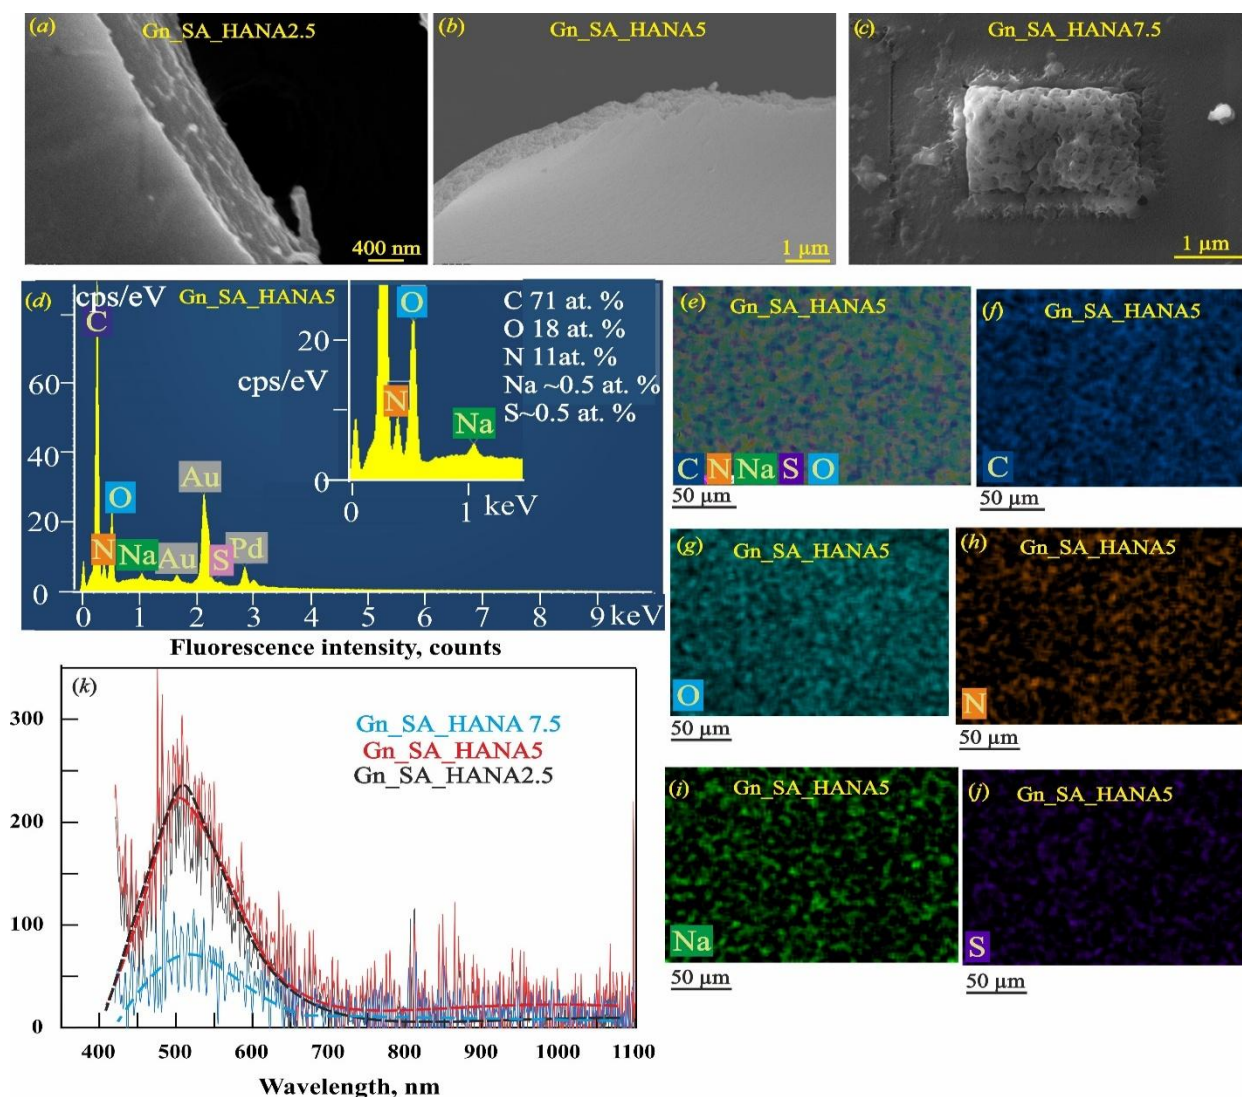 (a) Gn_SA_HANA2.5
400 nm
(b) Gn_SA_HANA5
1 µm
(c) Gn_SA_HANA7.5
1 µm
(d) cps/eV Gn_SA_HANA5
C
60
40
20
0
O
N
Na
Au
Au
S
Pd
0 1 2 3 4 5 6 7 8 9 keV
20
cps/eV
0
O
N
Na
0 keV 1
C 71 at. %
O 18 at. %
N 11at. %
Na ~0.5 at. %
S~0.5 at. %
(e) Gn_SA_HANA5
C N Na S O
50 µm
(f) Gn_SA_HANA5
C
50 µm
(g) Gn_SA_HANA5
O
50 µm
(h) Gn_SA_HANA5
N
50 µm
(i) Gn_SA_HANA5
Na
50 µm
(j) Gn_SA_HANA5
S
50 µm
Fluorescence intensity, counts
(k)
300
200
100
0
Gn_SA_HANA 7.5
Gn_SA_HANA5
Gn_SA_HANA2.5
400 500 600 700 800 900 1000 1100
Wavelength, nm